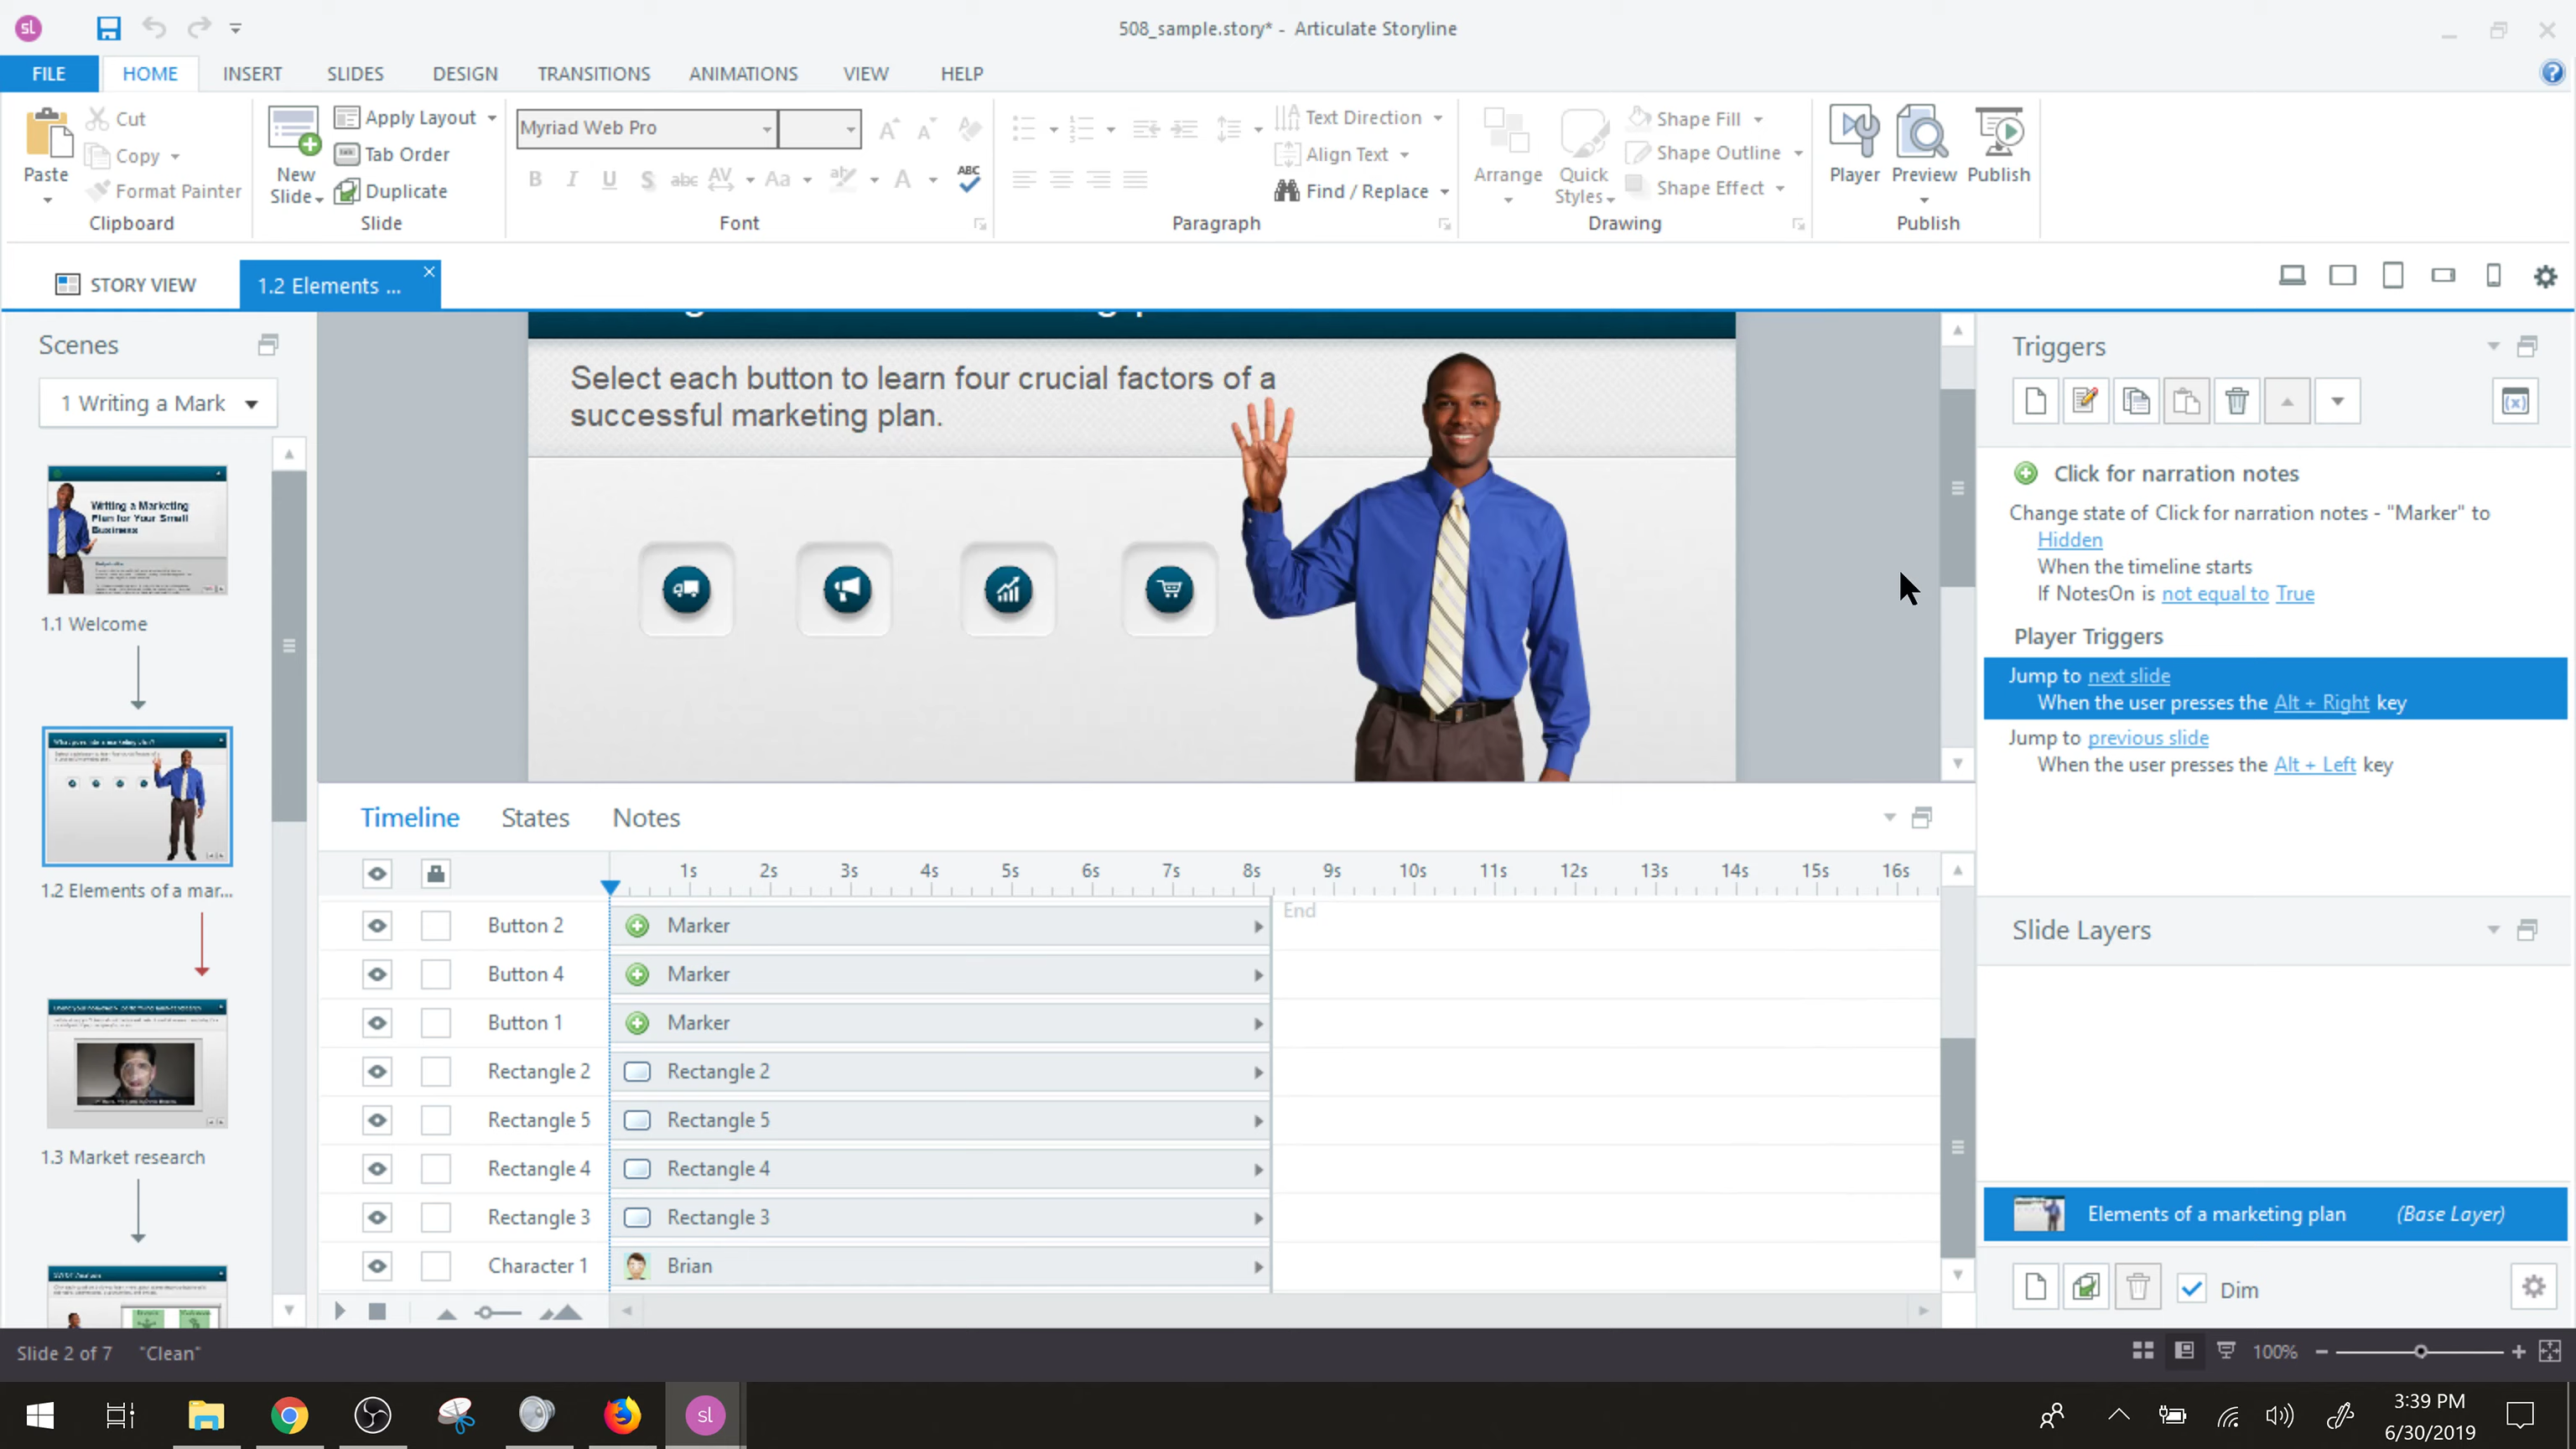 sl
508_sample.story* - Articulate Storyline
FILE HOME INSERT SLIDES DESIGN TRANSITIONS ANIMATIONS VIEW HELP
Paste
Cut
Copy
Format Painter
Clipboard
New
Slide
Apply Layout
Tab Order
Duplicate
Slide
Myriad Web Pro
B I U S abc AV Aa ab A ABC
Font
Text Direction
Align Text
Find / Replace
Paragraph
Arrange
Quick
Styles
Shape Fill
Shape Outline
Shape Effect
Drawing
Player
Preview
Publish
Publish
STORY VIEW
1.2 Elements ...
Scenes
1 Writing a Mark
Writing a Marketing
Plan for Your Small
Business
1.1 Welcome
1.2 Elements of a mar...
1.3 Market research
SWOT Analysis
Select each button to learn four crucial factors of a
successful marketing plan.
Timeline States Notes
1s 2s 3s 4s 5s 6s 7s 8s 9s 10s 11s 12s 13s 14s 15s 16s
End
Button 2 Marker
Button 4 Marker
Button 1 Marker
Rectangle 2 Rectangle 2
Rectangle 5 Rectangle 5
Rectangle 4 Rectangle 4
Rectangle 3 Rectangle 3
Character 1 Brian
Triggers
(x)
Click for narration notes
Change state of Click for narration notes - "Marker" to
Hidden
When the timeline starts
If NotesOn is not equal to True
Player Triggers
Jump to next slide
When the user presses the Alt + Right key
Jump to previous slide
When the user presses the Alt + Left key
Slide Layers
Elements of a marketing plan (Base Layer)
Dim
Slide 2 of 7 "Clean"
100%
sl
3:39 PM
6/30/2019